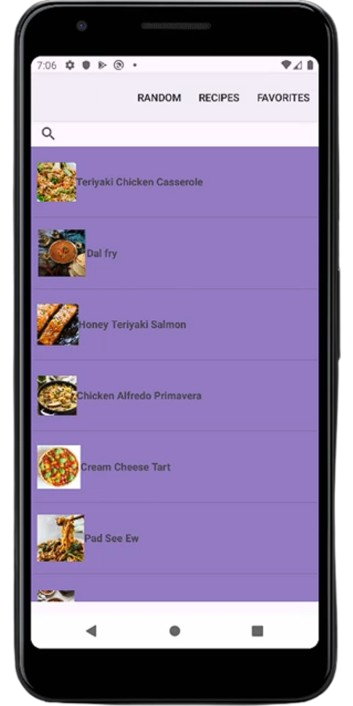 7:06
RANDOM RECIPES FAVORITES
Teriyaki Chicken Casserole
Dal fry
Honey Teriyaki Salmon
Chicken Alfredo Primavera
Cream Cheese Tart
Pad See Ew